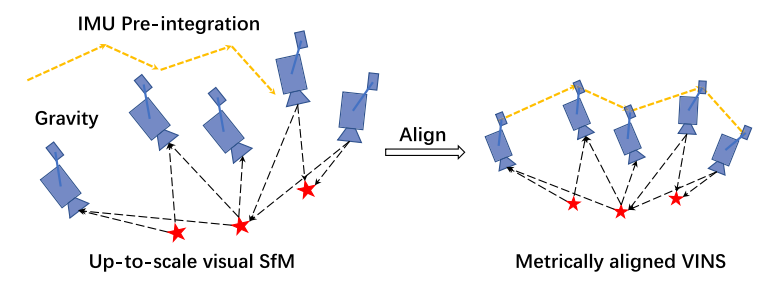 IMU Pre-integration
Gravity
Align
Up-to-scale visual SfM
Metrically aligned VINS